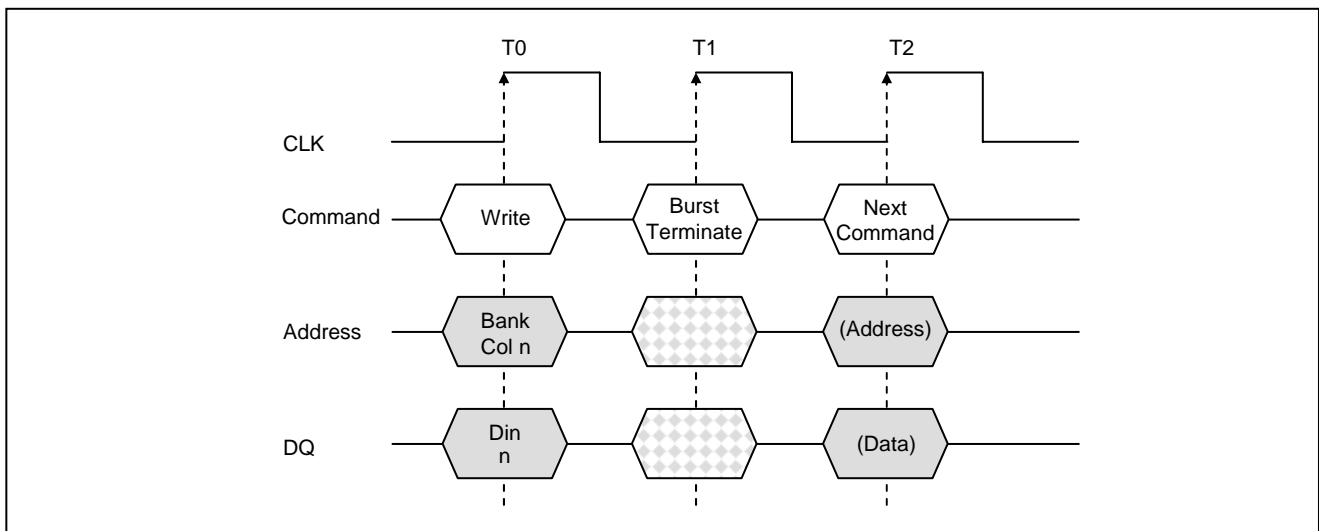 T0 T1 T2
CLK
Command Write Burst
Terminate Next
Command
Address Bank
Col n (Address)
DQ Din
n (Data)